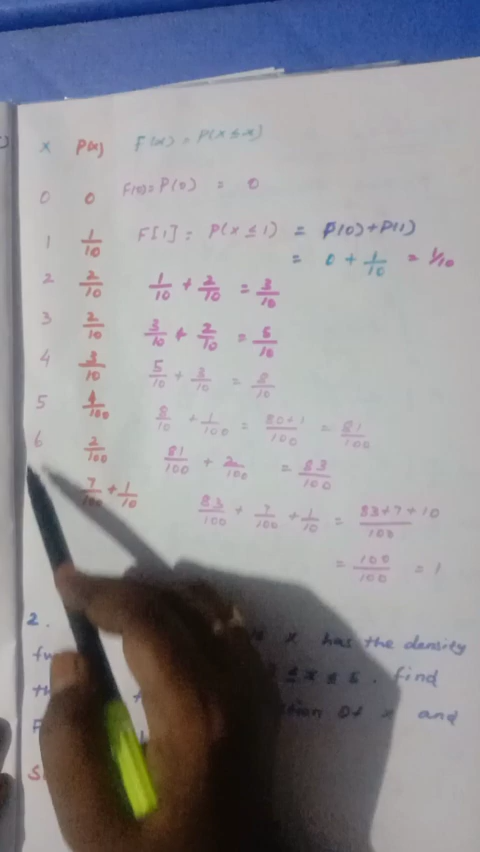 x P(x) F(x) = P(X ≤ x)
0 0 F(0) = P(0) = 0
1 1/10 F[1] = P(X ≤ 1) = P(0) + P(1)
= 0 + 1/10 = 1/10
2 2/10 1/10 + 2/10 = 3/10
3 2/10 3/10 + 2/10 = 5/10
4 3/10 5/10 + 3/10 = 8/10
5 1/100 8/10 + 1/100 = 80+1/100 = 81/100
6 2/100 81/100 + 2/100 = 83/100
7/100 + 1/10 83/100 + 7/100 + 1/10 = 83+7+10/100
= 100/100 = 1
2. x has the density
≤ x ≤ 5. Find
of x and